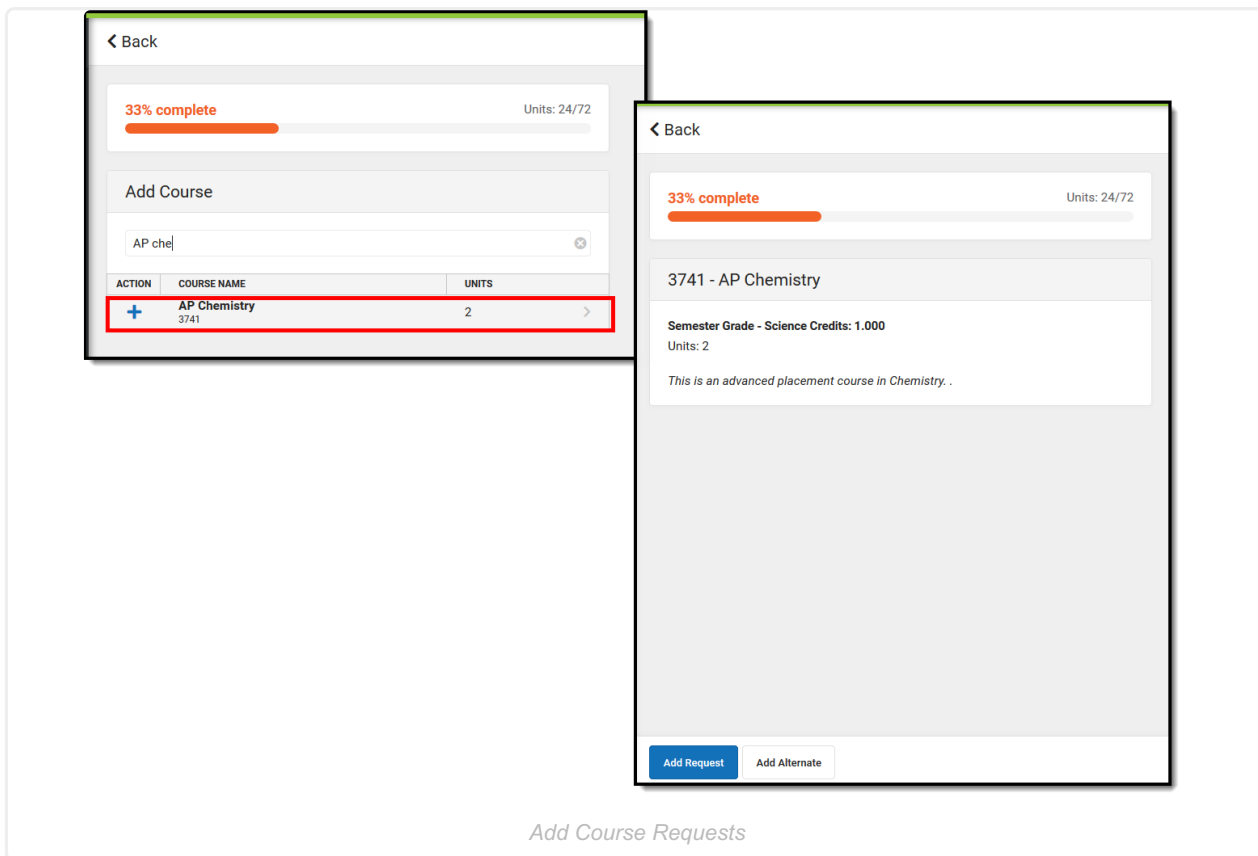 Back
33% complete Units: 24/72
Add Course
AP che
ACTION COURSE NAME UNITS
AP Chemistry 2
3741
Back
33% complete Units: 24/72
3741 - AP Chemistry
Semester Grade - Science Credits: 1.000
Units: 2
This is an advanced placement course in Chemistry. .
Add Request Add Alternate
Add Course Requests